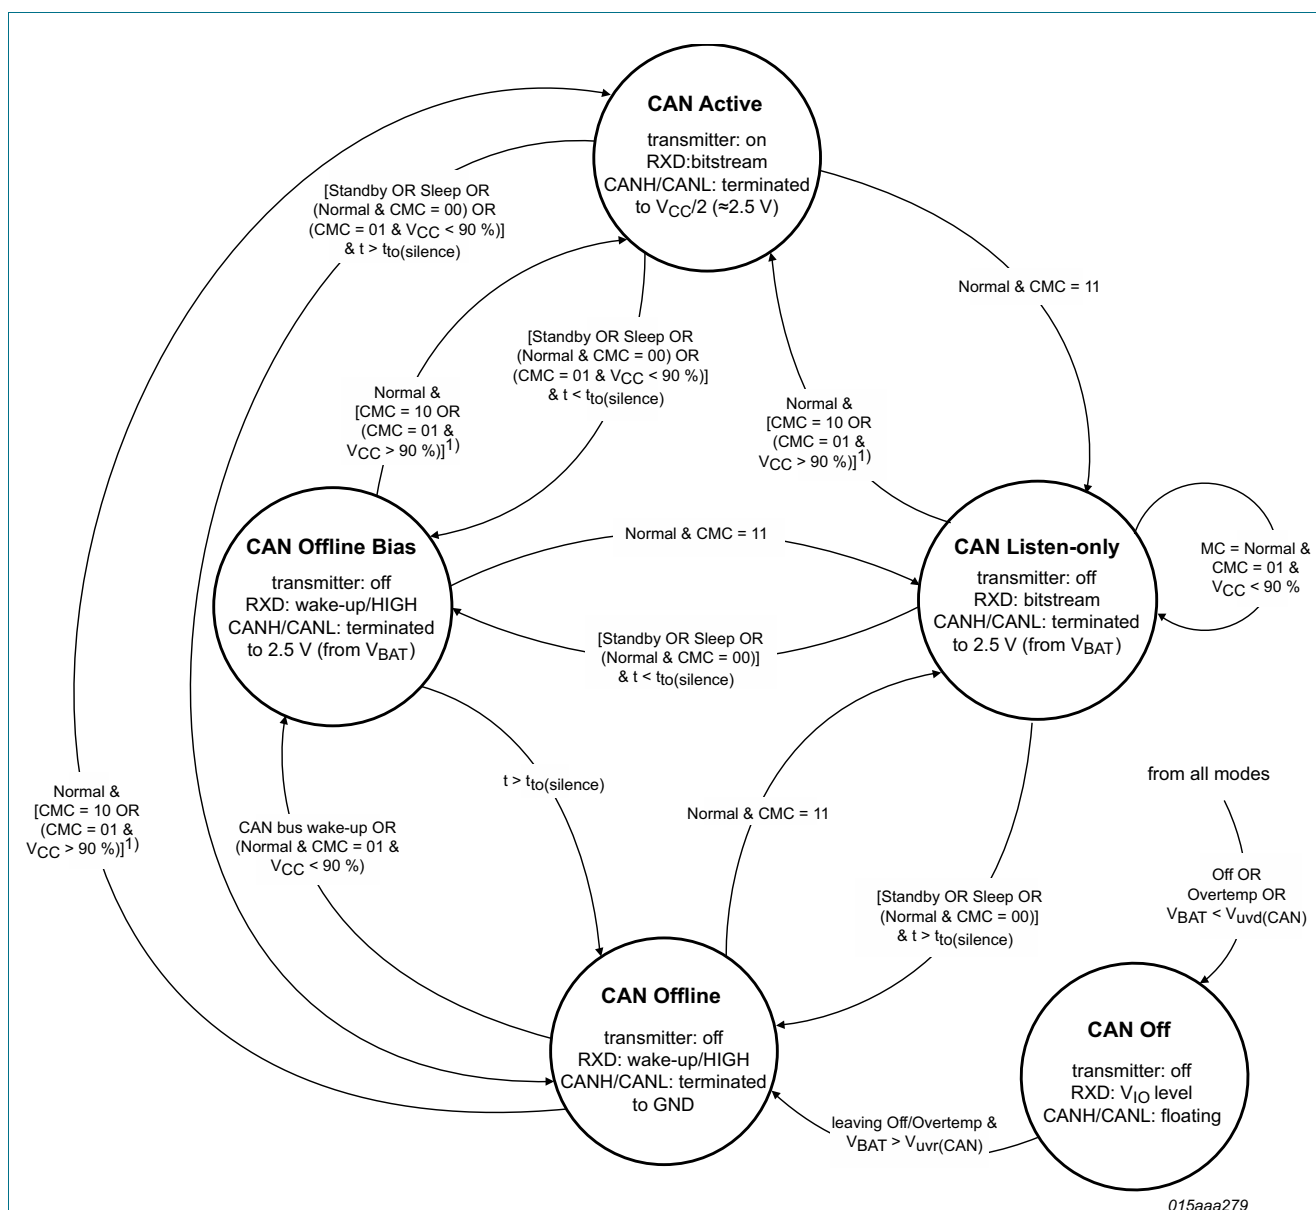 CAN Active
transmitter: on
RXD:bitstream
CANH/CANL: terminated
to VCC/2 (≈2.5 V)
[Standby OR Sleep OR
(Normal & CMC = 00) OR
(CMC = 01 & VCC < 90 %)]
& t > tto(silence)
Normal & CMC = 11
[Standby OR Sleep OR
(Normal & CMC = 00) OR
(CMC = 01 & VCC < 90 %)]
& t < tto(silence)
Normal &
[CMC = 10 OR
(CMC = 01 &
VCC > 90 %)]1)
Normal &
[CMC = 10 OR
(CMC = 01 &
VCC > 90 %)]1)
CAN Offline Bias
transmitter: off
RXD: wake-up/HIGH
CANH/CANL: terminated
to 2.5 V (from VBAT)
Normal & CMC = 11
CAN Listen-only
transmitter: off
RXD: bitstream
CANH/CANL: terminated
to 2.5 V (from VBAT)
MC = Normal &
CMC = 01 &
VCC < 90 %
[Standby OR Sleep OR
(Normal & CMC = 00)]
& t < tto(silence)
t > tto(silence)
from all modes
Normal &
[CMC = 10 OR
(CMC = 01 &
VCC > 90 %)]1)
CAN bus wake-up OR
(Normal & CMC = 01 &
VCC < 90 %)
Normal & CMC = 11
Off OR
Overtemp OR
VBAT < Vuvd(CAN)
[Standby OR Sleep OR
(Normal & CMC = 00)]
& t > tto(silence)
CAN Offline
transmitter: off
RXD: wake-up/HIGH
CANH/CANL: terminated
to GND
CAN Off
transmitter: off
RXD: VIO level
CANH/CANL: floating
leaving Off/Overtemp &
VBAT > Vuvr(CAN)
015aaa279